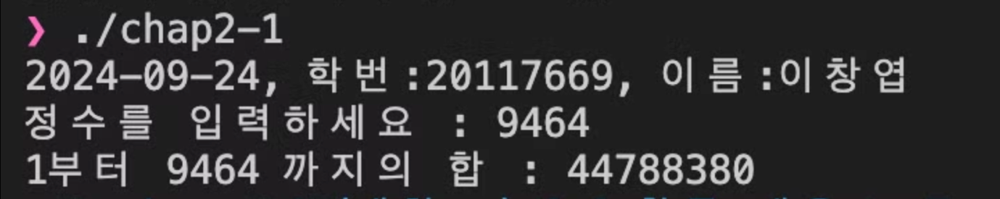 ❯ ./chap2-1
2024-09-24, 학번:20117669, 이름:이창엽
정수를 입력하세요 : 9464
1부터 9464 까지의 합 : 44788380